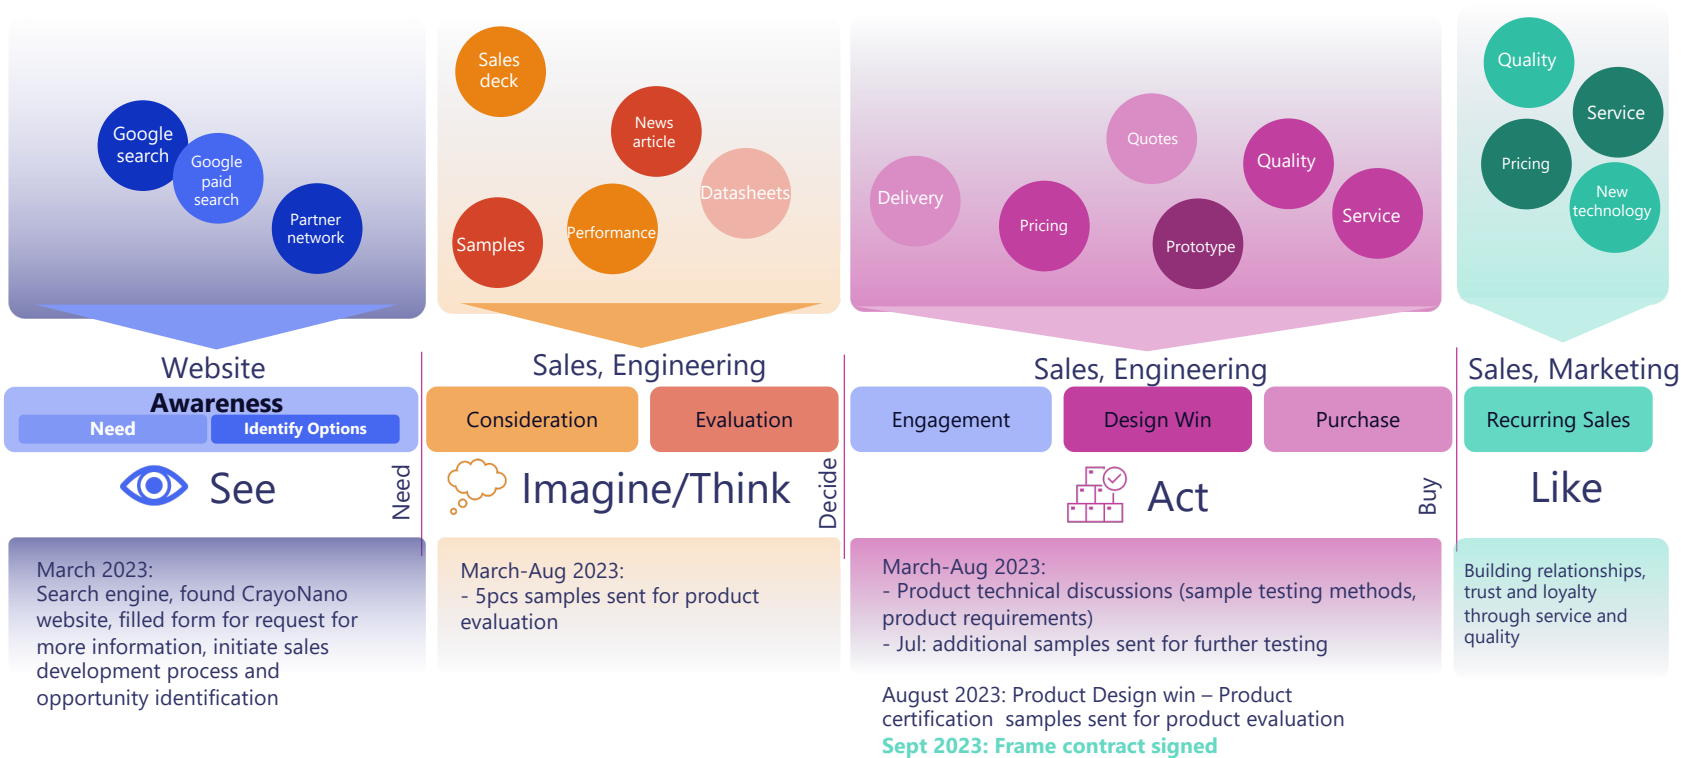 Google
search
Google
paid
search
Partner
network
Sales
deck
News
article
Datasheets
Samples
Performance
Delivery
Pricing
Quotes
Prototype
Quality
Service
Quality
Service
Pricing
New
technology
Website
Sales, Engineering
Sales, Engineering
Sales, Marketing
Awareness
Need
Identify Options
Consideration
Evaluation
Engagement
Design Win
Purchase
Recurring Sales
See
Need
Imagine/Think
Decide
Act
Buy
Like
March 2023:
Search engine, found CrayoNano
website, filled form for request for
more information, initiate sales
development process and
opportunity identification
March-Aug 2023:
- 5pcs samples sent for product
evaluation
March-Aug 2023:
- Product technical discussions (sample testing methods,
product requirements)
- Jul: additional samples sent for further testing
August 2023: Product Design win – Product
certification  samples sent for product evaluation
Sept 2023: Frame contract signed
Building relationships,
trust and loyalty
through service and
quality